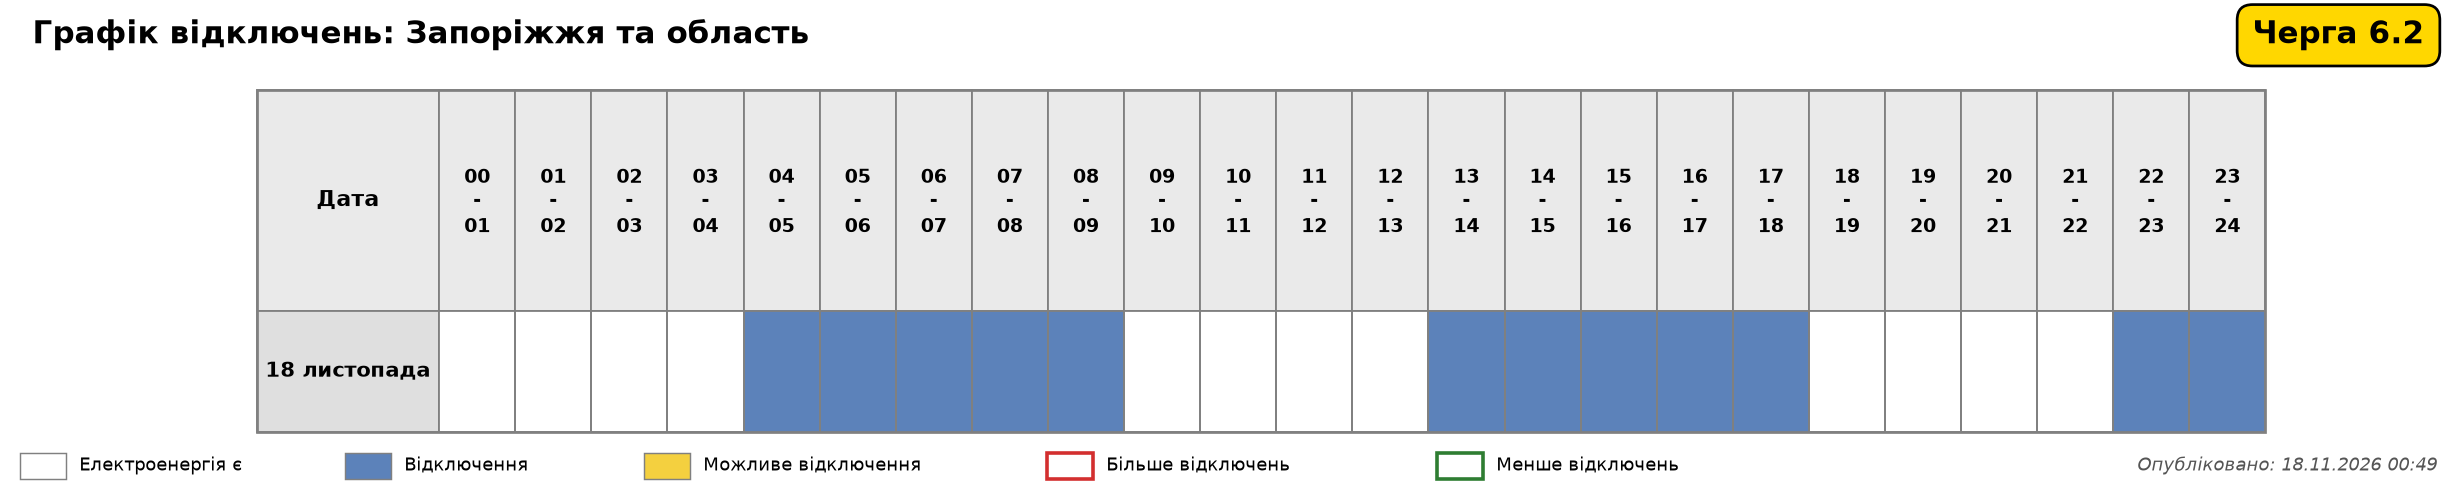 Графік відключень: Запоріжжя та область
Черга 6.2
Дата
00 - 01
01 - 02
02 - 03
03 - 04
04 - 05
05 - 06
06 - 07
07 - 08
08 - 09
09 - 10
10 - 11
11 - 12
12 - 13
13 - 14
14 - 15
15 - 16
16 - 17
17 - 18
18 - 19
19 - 20
20 - 21
21 - 22
22 - 23
23 - 24
18 листопада
Електроенергія є
Відключення
Можливе відключення
Більше відключень
Менше відключень
Опубліковано: 18.11.2026 00:49